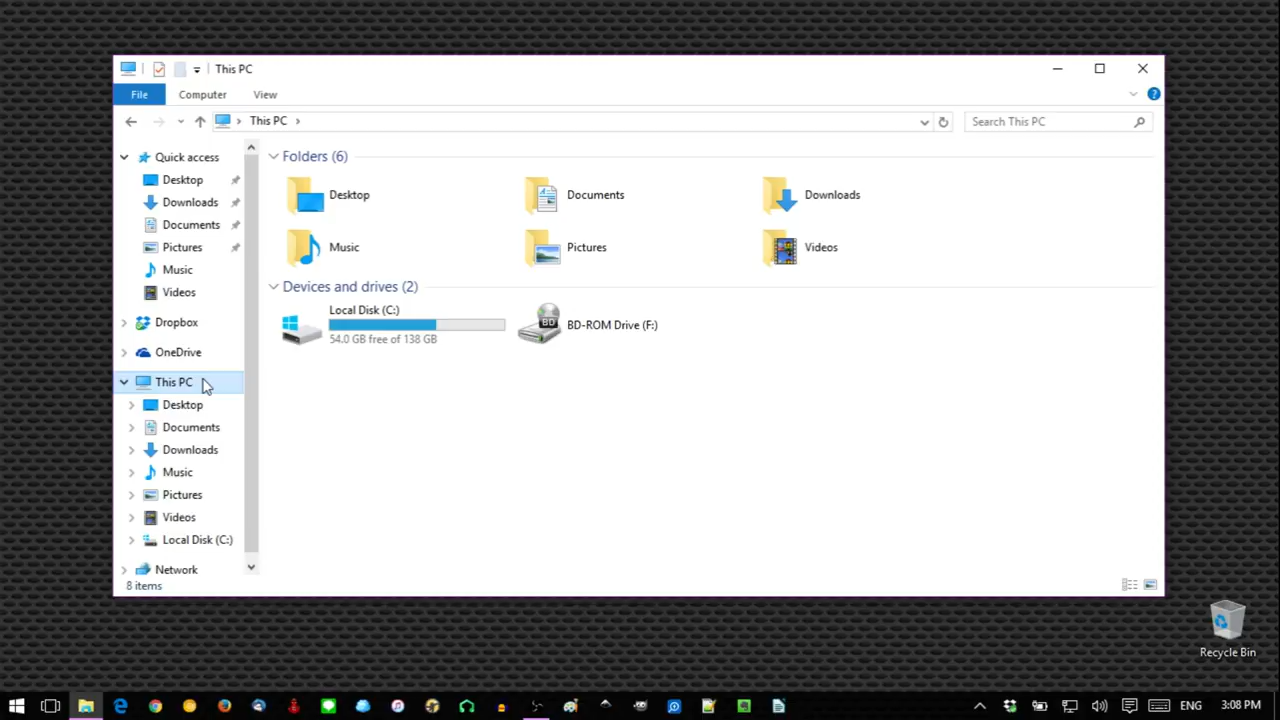 This PC
File Computer View
This PC
Search This PC
Quick access
Desktop
Downloads
Documents
Pictures
Music
Videos
Dropbox
OneDrive
This PC
Desktop
Documents
Downloads
Music
Pictures
Videos
Local Disk (C:)
Network
8 items
Folders (6)
Desktop Documents Downloads
Music Pictures Videos
Devices and drives (2)
Local Disk (C:)
54.0 GB free of 138 GB
BD
BD-ROM Drive (F:)
Recycle Bin
ENG 3:08 PM